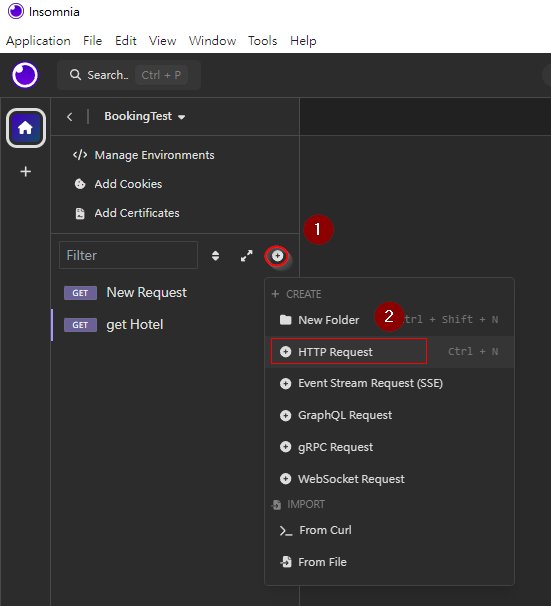 Insomnia
Application File Edit View Window Tools Help
Search.. Ctrl + P
BookingTest
Manage Environments
Add Cookies
Add Certificates
1
Filter
GET New Request
GET get Hotel
CREATE
New Folder 2 Ctrl + Shift + N
HTTP Request Ctrl + N
Event Stream Request (SSE)
GraphQL Request
gRPC Request
WebSocket Request
IMPORT
From Curl
From File